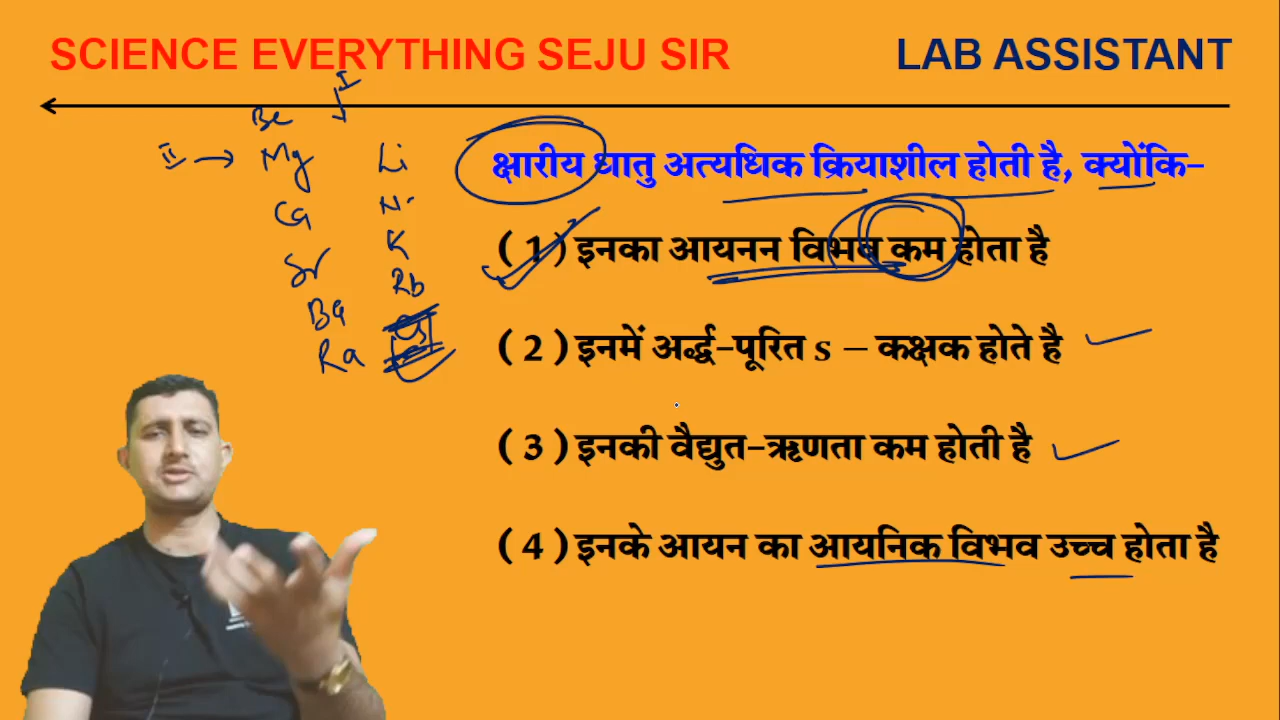 SCIENCE EVERYTHING SEJU SIR
LAB ASSISTANT
I
II → Be
Mg
Ca
Sr
Ba
Ra
Li
K
Rb
क्षारीय धातु अत्यधिक क्रियाशील होती है, क्योंकि-
( 1 ) इनका आयनन विभव कम होता है
( 2 ) इनमें अर्द्ध-पूरित s – कक्षक होते है
( 3 ) इनकी वैद्युत-ऋणता कम होती है
( 4 ) इनके आयन का आयनिक विभव उच्च होता है